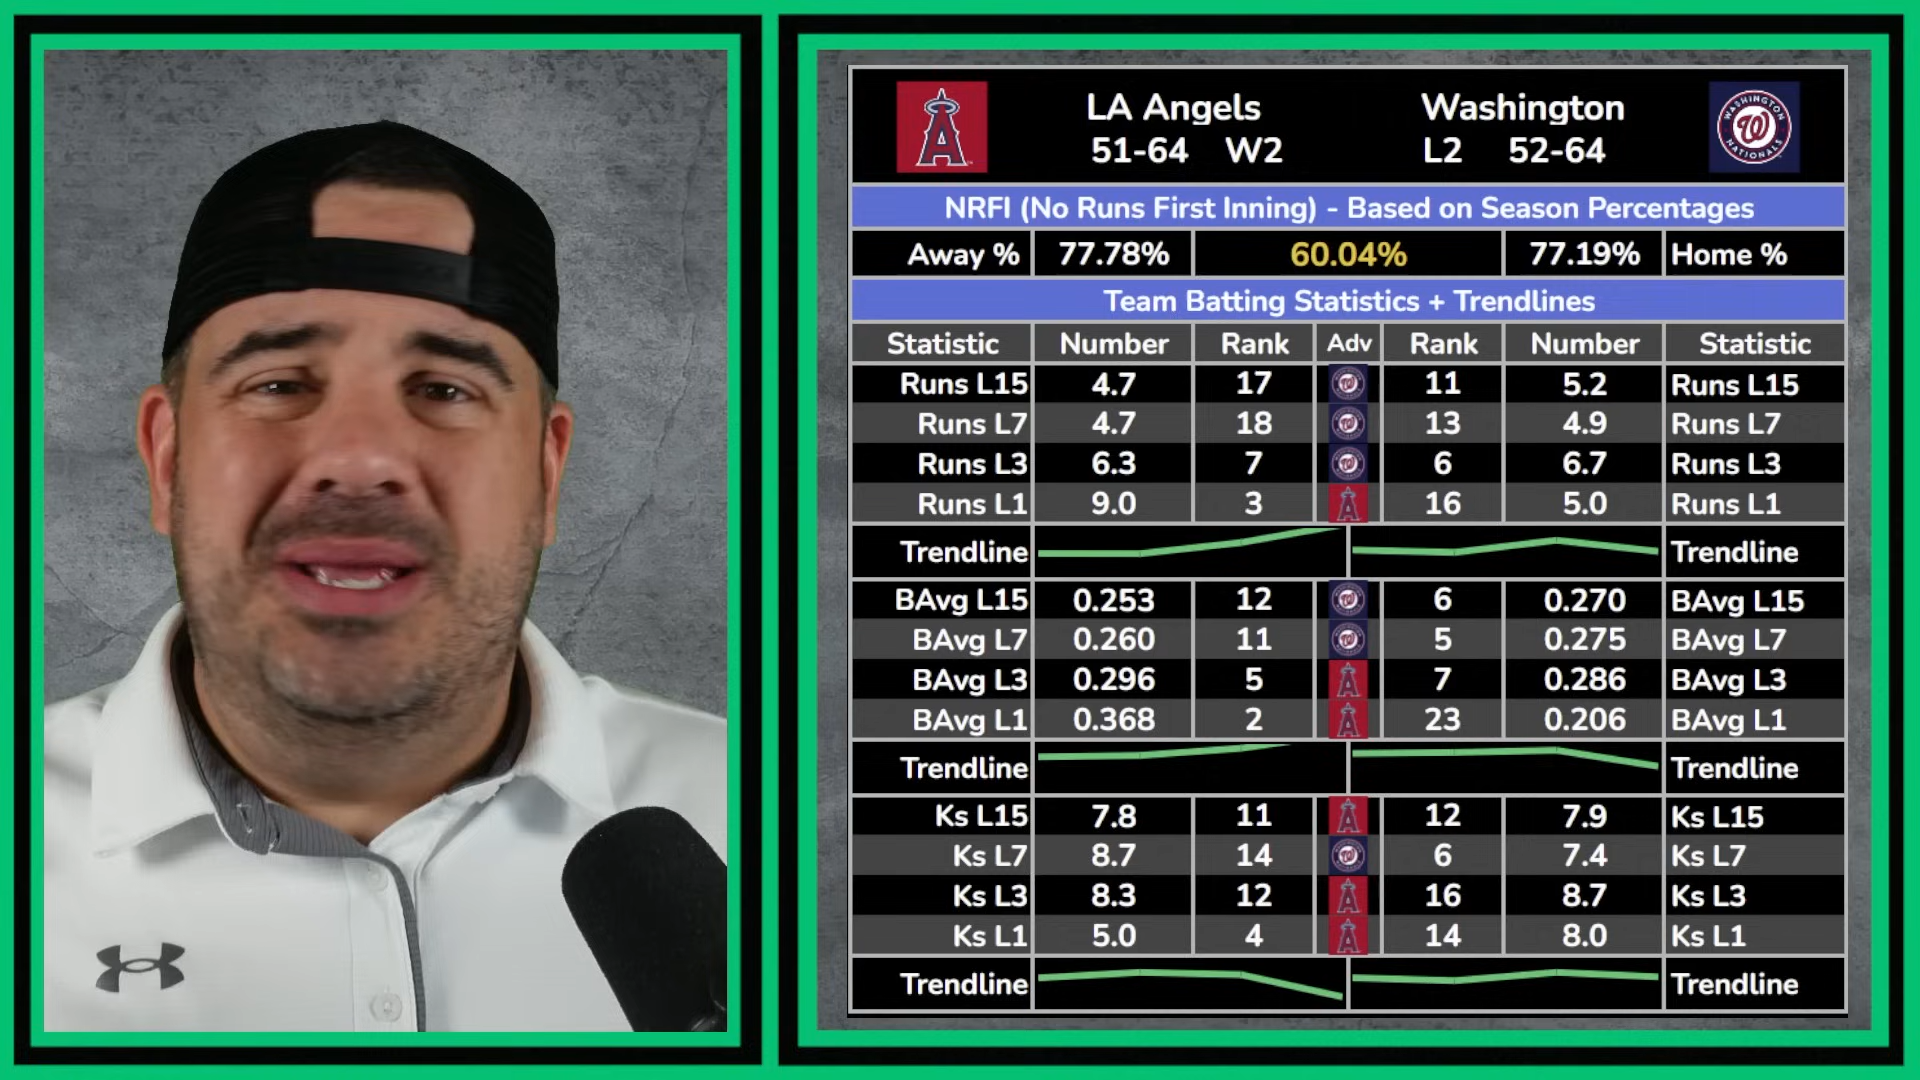 LA Angels
51-64 W2
Washington
L2 52-64
NRFI (No Runs First Inning) - Based on Season Percentages
Away % 77.78% 60.04% 77.19% Home %
Team Batting Statistics + Trendlines
Statistic Number Rank Adv Rank Number Statistic
Runs L15 4.7 17 11 5.2 Runs L15
Runs L7 4.7 18 13 4.9 Runs L7
Runs L3 6.3 7 6 6.7 Runs L3
Runs L1 9.0 3 16 5.0 Runs L1
Trendline Trendline
BAvg L15 0.253 12 6 0.270 BAvg L15
BAvg L7 0.260 11 5 0.275 BAvg L7
BAvg L3 0.296 5 7 0.286 BAvg L3
BAvg L1 0.368 2 23 0.206 BAvg L1
Trendline Trendline
Ks L15 7.8 11 12 7.9 Ks L15
Ks L7 8.7 14 6 7.4 Ks L7
Ks L3 8.3 12 16 8.7 Ks L3
Ks L1 5.0 4 14 8.0 Ks L1
Trendline Trendline